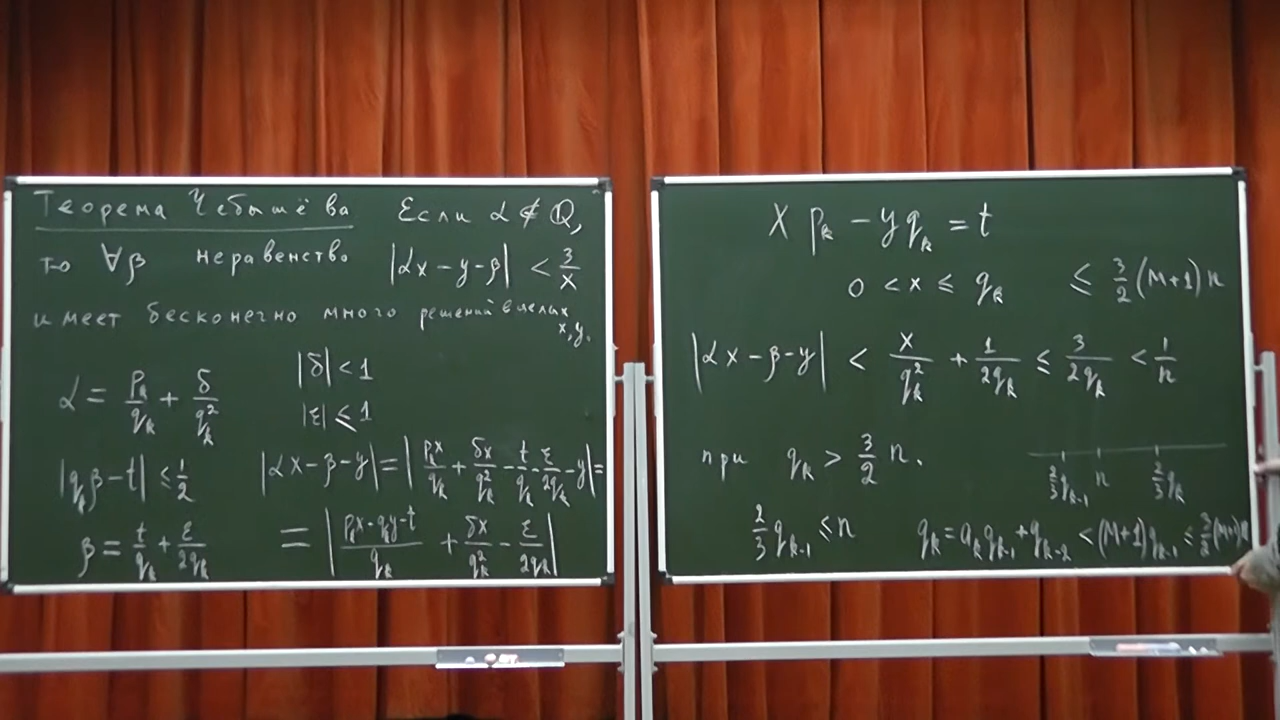 Теорема Чебышёва Если α ∉ ℚ,
то ∀β неравенство |αx − y − β| < 3/x
имеет бесконечно много решений в целых
x, y.
α = p_k/q_k + δ/q_k²
|δ| < 1
|ε| ≤ 1
|q_kβ − t| ≤ 1/2
|αx − β − y| = |p_kx/q_k + δx/q_k² − t/q_k − ε/2q_k − y| =
β = t/q_k + ε/2q_k
= |(p_kx − q_ky − t)/q_k + δx/q_k² − ε/2q_k|
X p_k − y q_k = t
0 < x ≤ q_k ≤ 3/2 (M+1) n
|αx − β − y| < x/q_k² + 1/2q_k ≤ 3/2q_k < 1/n
при q_k > 3/2 n.
2/3 q_{k-1} n 2/3 q_k
2/3 q_{k-1} ≤ n
q_k = a_k q_{k-1} + q_{k-2} < (M+1) q_{k-1} ≤ 3/2 (M+1) n